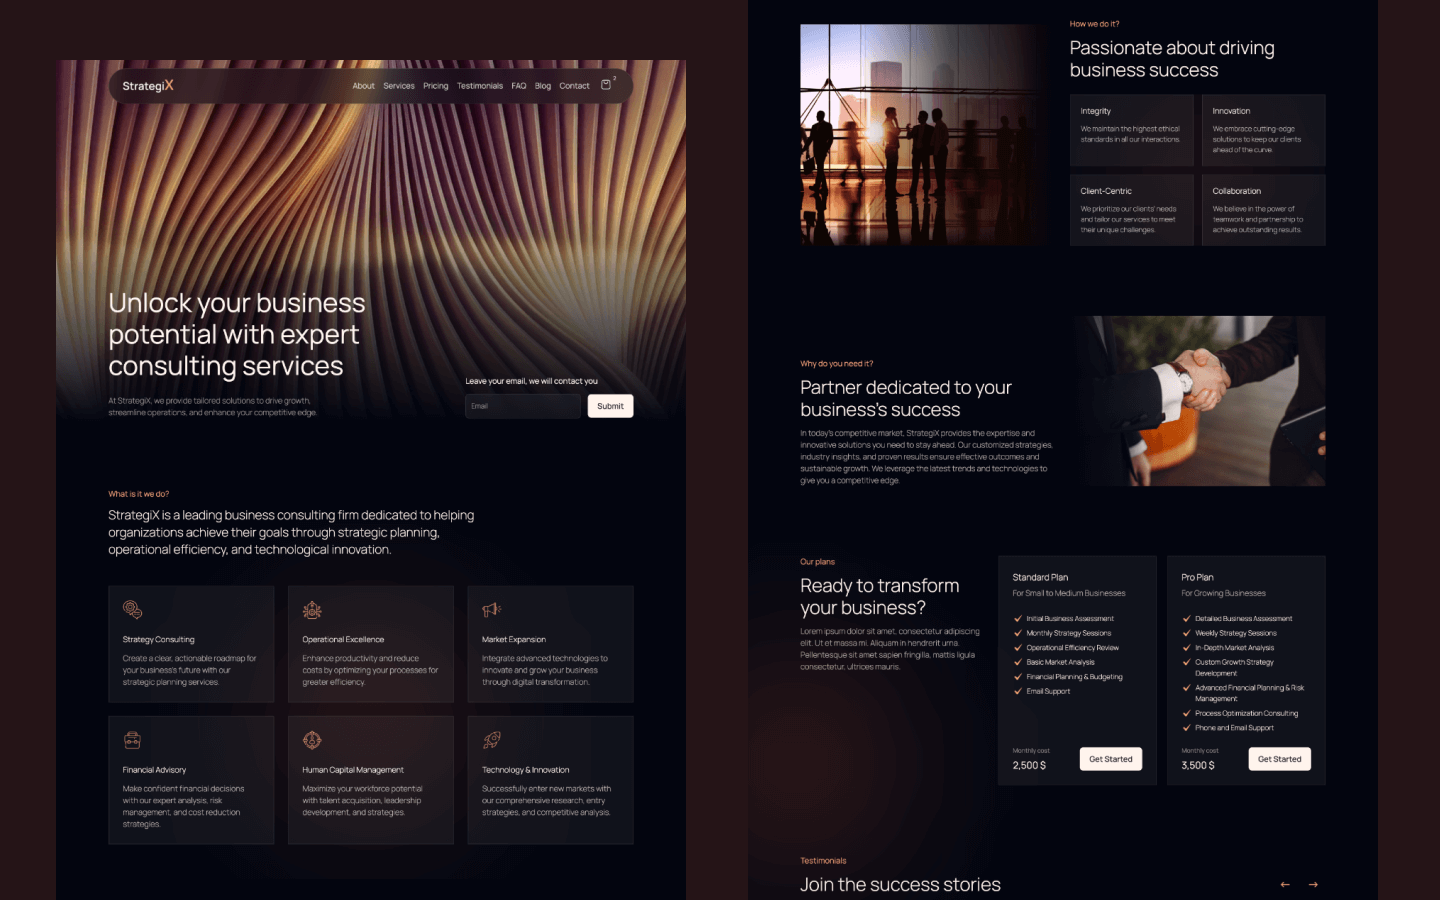 StrategiX
About Services Pricing Testimonials FAQ Blog Contact 2
Unlock your business
potential with expert
consulting services
At StrategiX, we provide tailored solutions to drive growth,
streamline operations, and enhance your competitive edge.
Leave your email, we will contact you
Email
Submit
What is it we do?
StrategiX is a leading business consulting firm dedicated to helping
organizations achieve their goals through strategic planning,
operational efficiency, and technological innovation.
Strategy Consulting
Create a clear, actionable roadmap for
your business's future with our
strategic planning services.
Operational Excellence
Enhance productivity and reduce
costs by optimizing your processes for
greater efficiency.
Market Expansion
Integrate advanced technologies to
innovate and grow your business
through digital transformation.
Financial Advisory
Make confident financial decisions
with our expert analysis, risk
management, and cost reduction
strategies.
Human Capital Management
Maximize your workforce potential
with talent acquisition, leadership
development, and strategies.
Technology & Innovation
Successfully enter new markets with
our comprehensive research, entry
strategies, and competitive analysis.
How we do it?
Passionate about driving
business success
Integrity
We maintain the highest ethical
standards in all our interactions.
Innovation
We embrace cutting-edge
solutions to keep our clients
ahead of the curve.
Client-Centric
We prioritize our clients' needs
and tailor our services to meet
their unique challenges.
Collaboration
We believe in the power of
teamwork and partnership to
achieve outstanding results.
Why do you need it?
Partner dedicated to your
business's success
In today's competitive market, StrategiX provides the expertise and
innovative solutions you need to stay ahead. Our customized strategies,
industry insights, and proven results ensure effective outcomes and
sustainable growth. We leverage the latest trends and technologies to
give you a competitive edge.
Our plans
Ready to transform
your business?
Lorem ipsum dolor sit amet, consectetur adipiscing
elit. Ut et massa mi. Aliquam in hendrerit urna.
Pellentesque sit amet sapien fringilla, mattis ligula
consectetur, ultrices mauris.
Standard Plan
For Small to Medium Businesses
Initial Business Assessment
Monthly Strategy Sessions
Operational Efficiency Review
Basic Market Analysis
Financial Planning & Budgeting
Email Support
Monthly cost
2,500 $
Get Started
Pro Plan
For Growing Businesses
Detailed Business Assessment
Weekly Strategy Sessions
In-Depth Market Analysis
Custom Growth Strategy
Development
Advanced Financial Planning & Risk
Management
Process Optimization Consulting
Phone and Email Support
Monthly cost
3,500 $
Get Started
Testimonials
Join the success stories